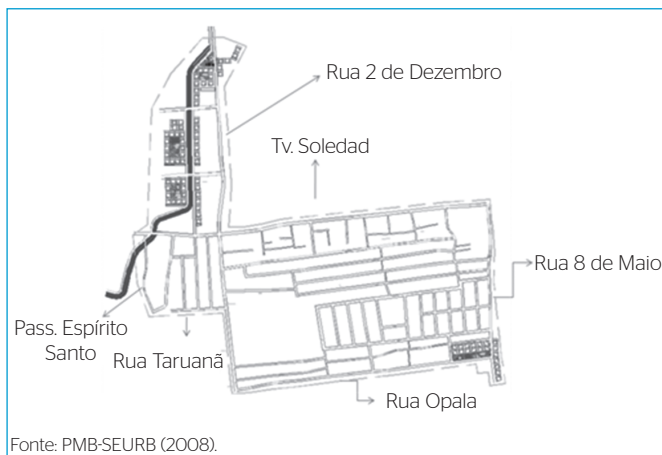 Rua 2 de Dezembro
Tv. Soledad
Rua 8 de Maio
Pass. Espírito
Santo
Rua Taruanã
Rua Opala
Fonte: PMB-SEURB (2008).